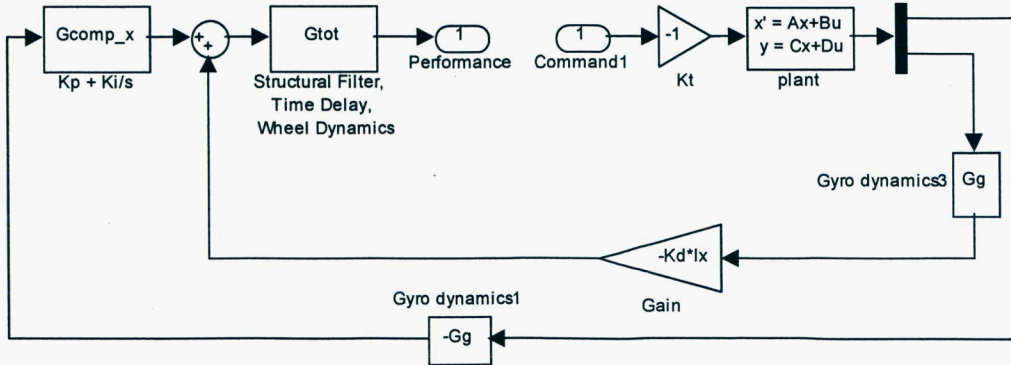 Gcomp_x
Kp + Ki/s
+
+
Gtot
Structural Filter,
Time Delay,
Wheel Dynamics
1
Performance
1
Command1
-1
Kt
x' = Ax+Bu
y = Cx+Du
plant
Gyro dynamics3
Gg
-Kd*Ix
Gain
Gyro dynamics1
-Gg